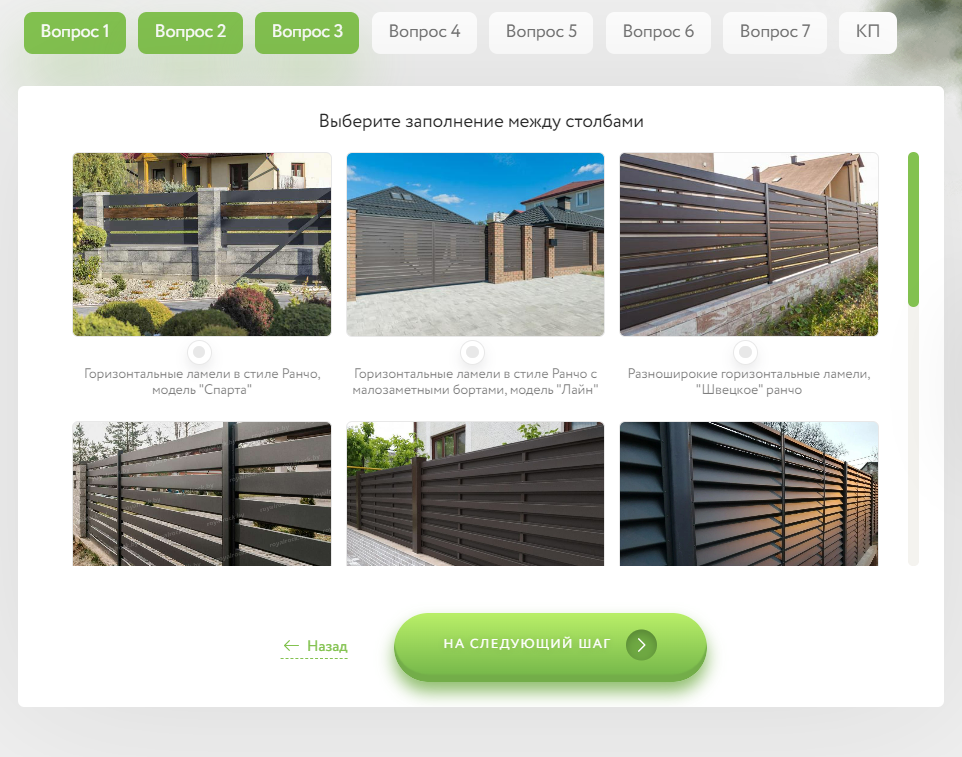 Вопрос 1
Вопрос 2
Вопрос 3
Вопрос 4
Вопрос 5
Вопрос 6
Вопрос 7
КП
Выберите заполнение между столбами
Горизонтальные ламели в стиле Ранчо,
модель "Спарта"
Горизонтальные ламели в стиле Ранчо с
малозаметными бортами, модель "Лайн"
Разноширокие горизонтальные ламели,
"Швецкое" ранчо
Назад
НА СЛЕДУЮЩИЙ ШАГ